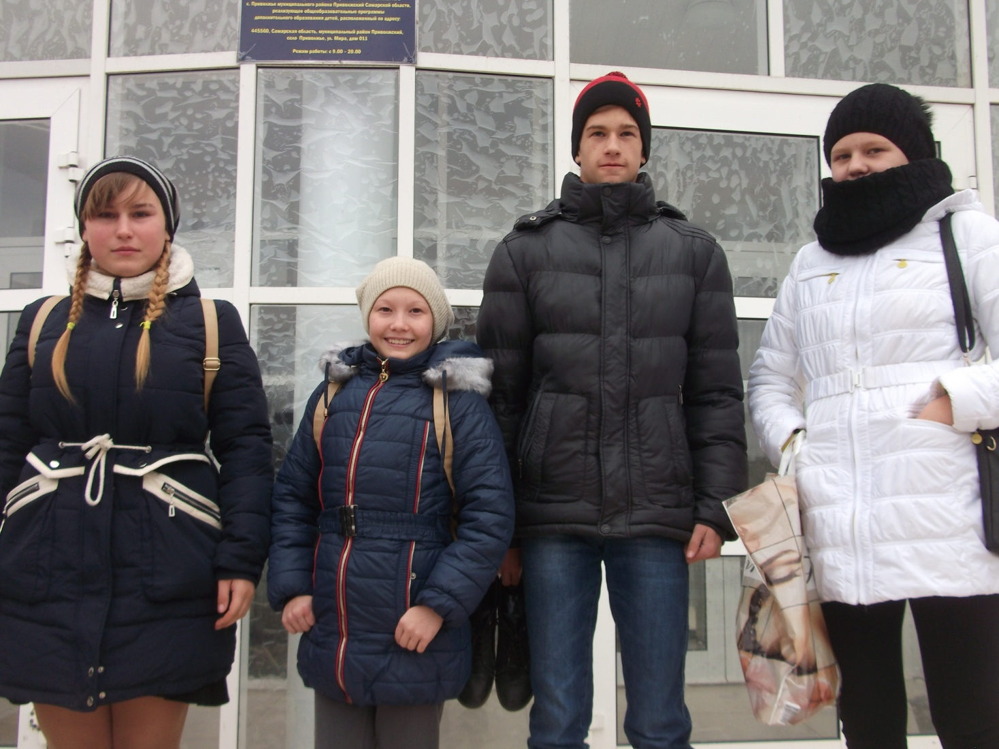 с. Приволжье муниципального района Приволжский Самарской области,
реализующее общеобразовательные программы
дополнительного образования детей, расположенный по адресу:
445560, Самарская область, муниципальный район Приволжский,
село Приволжье, ул. Мира, дом 011
Режим работы: с 9.00 - 20.00